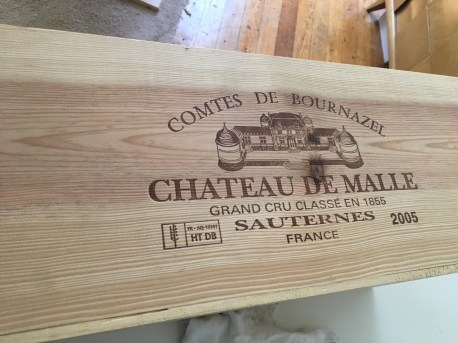 COMTES DE BOURNAZEL
CHATEAU DE MALLE
GRAND CRU CLASSÉ EN 1855
SAUTERNES 2005
FRANCE
HT DB